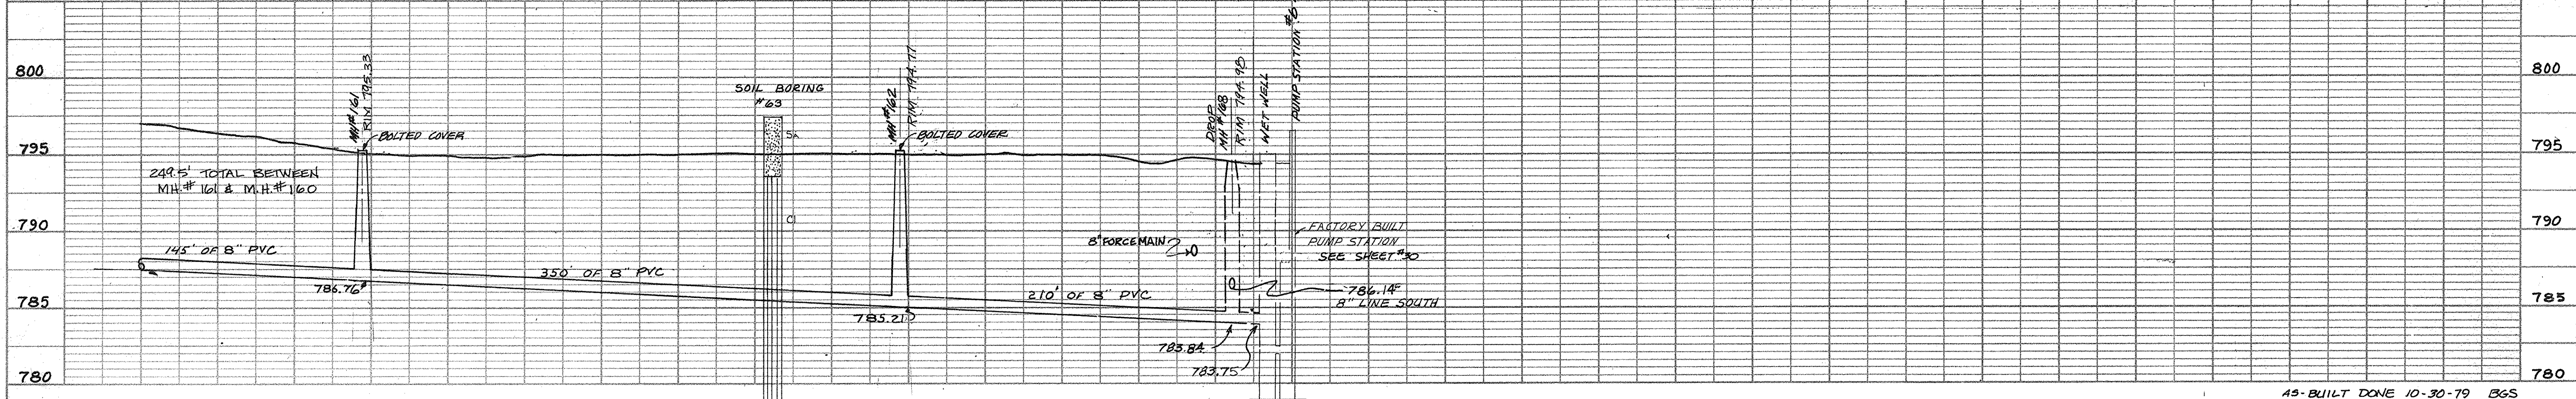 800
795
790
785
780
249.5' TOTAL BETWEEN
MH.# 161 & M.H.#160
145' OF 8" PVC
MH# 161
RIM 795.33
BOLTED COVER
786.76
350' OF 8" PVC
SOIL BORING
#63
SA
Cl
MH# 162
RIM 794.77
BOLTED COVER
785.21
210' OF 8" PVC
8" FORCEMAIN
DROP
MH# 168
RIM 794.98
WET WELL
PUMP STATION #6
FACTORY BUILT
PUMP STATION
SEE SHEET #30
786.14
8" LINE SOUTH
783.84
783.75
800
795
790
785
780
AS-BUILT DONE 10-30-79 BGS